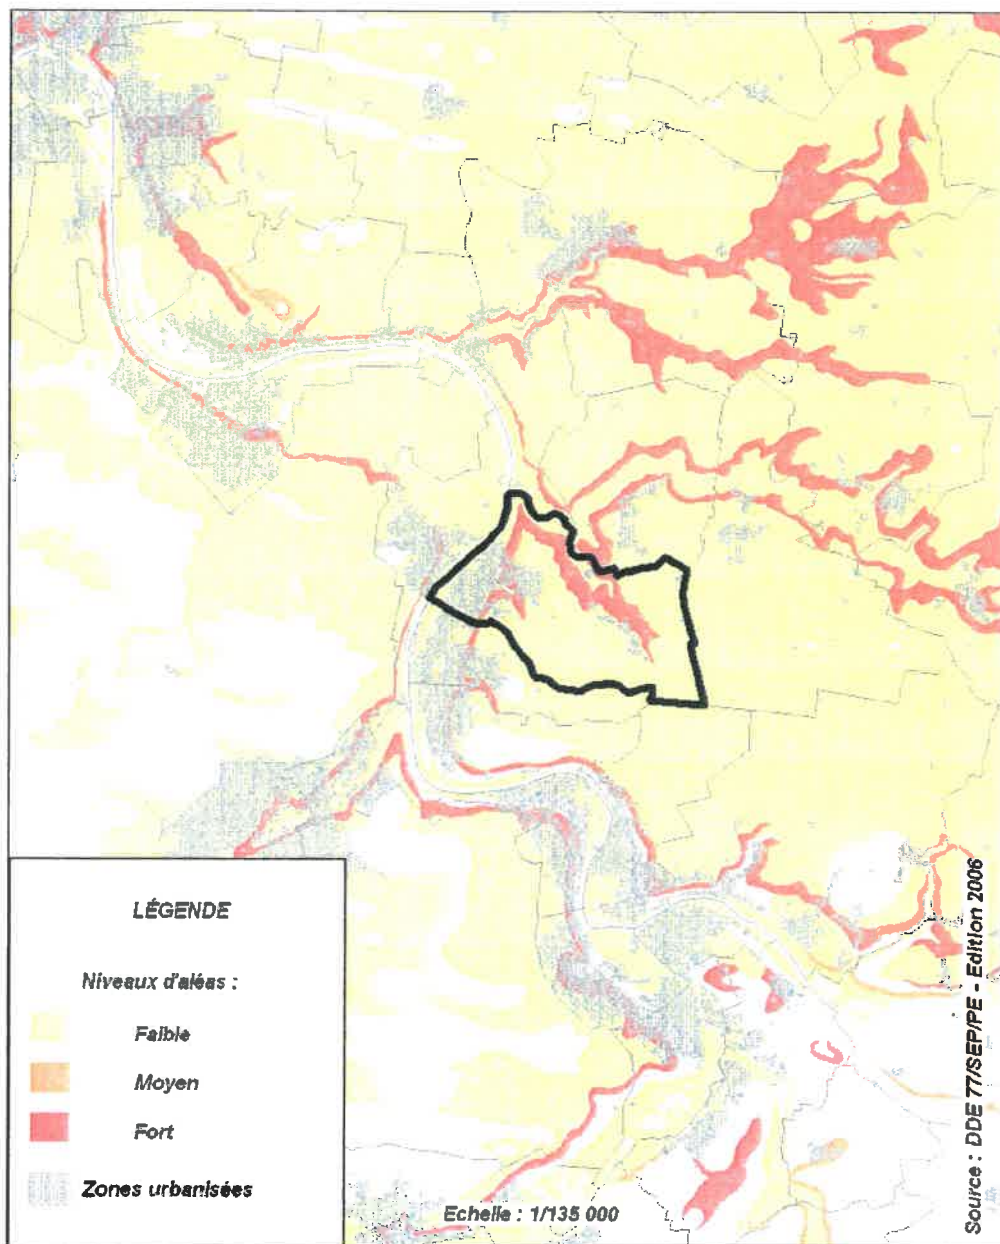 LÉGENDE
Niveaux d'aléas :
Faible
Moyen
Fort
Zones urbanisées
Echelle : 1/135 000
Source : DDE 77/SEP/PE - Edition 2006